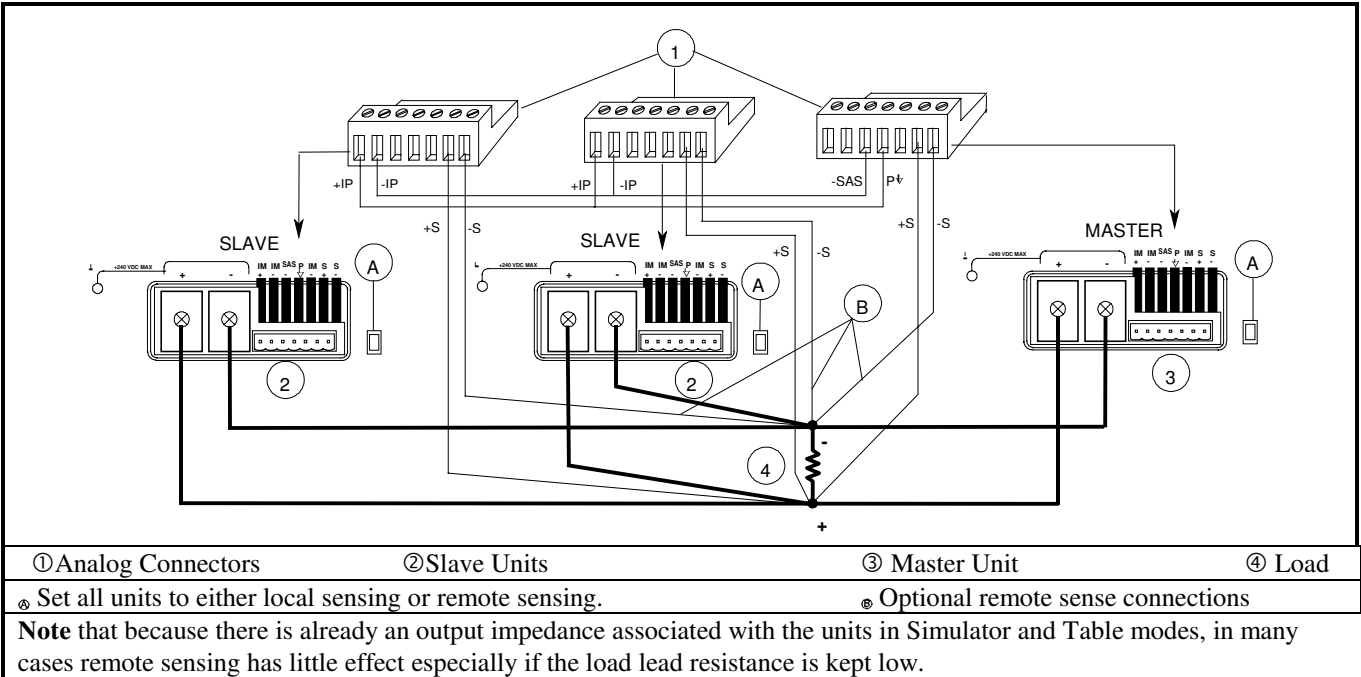 1
+IP
-IP
+IP
-IP
-SAS
P
+S
-S
+S
-S
+S
-S
SLAVE
SLAVE
MASTER
+240 VDC MAX
+
-
IM IM SAS P IM S S
+ - - - + -
A
+240 VDC MAX
+
-
IM IM SAS P IM S S
+ - - - + -
A
+240 VDC MAX
+
-
IM IM SAS P IM S S
+ - - - + -
A
B
2
2
3
4
-
+
①Analog Connectors ②Slave Units ③ Master Unit ④ Load
Ⓐ Set all units to either local sensing or remote sensing. Ⓑ Optional remote sense connections
Note that because there is already an output impedance associated with the units in Simulator and Table modes, in many
cases remote sensing has little effect especially if the load lead resistance is kept low.